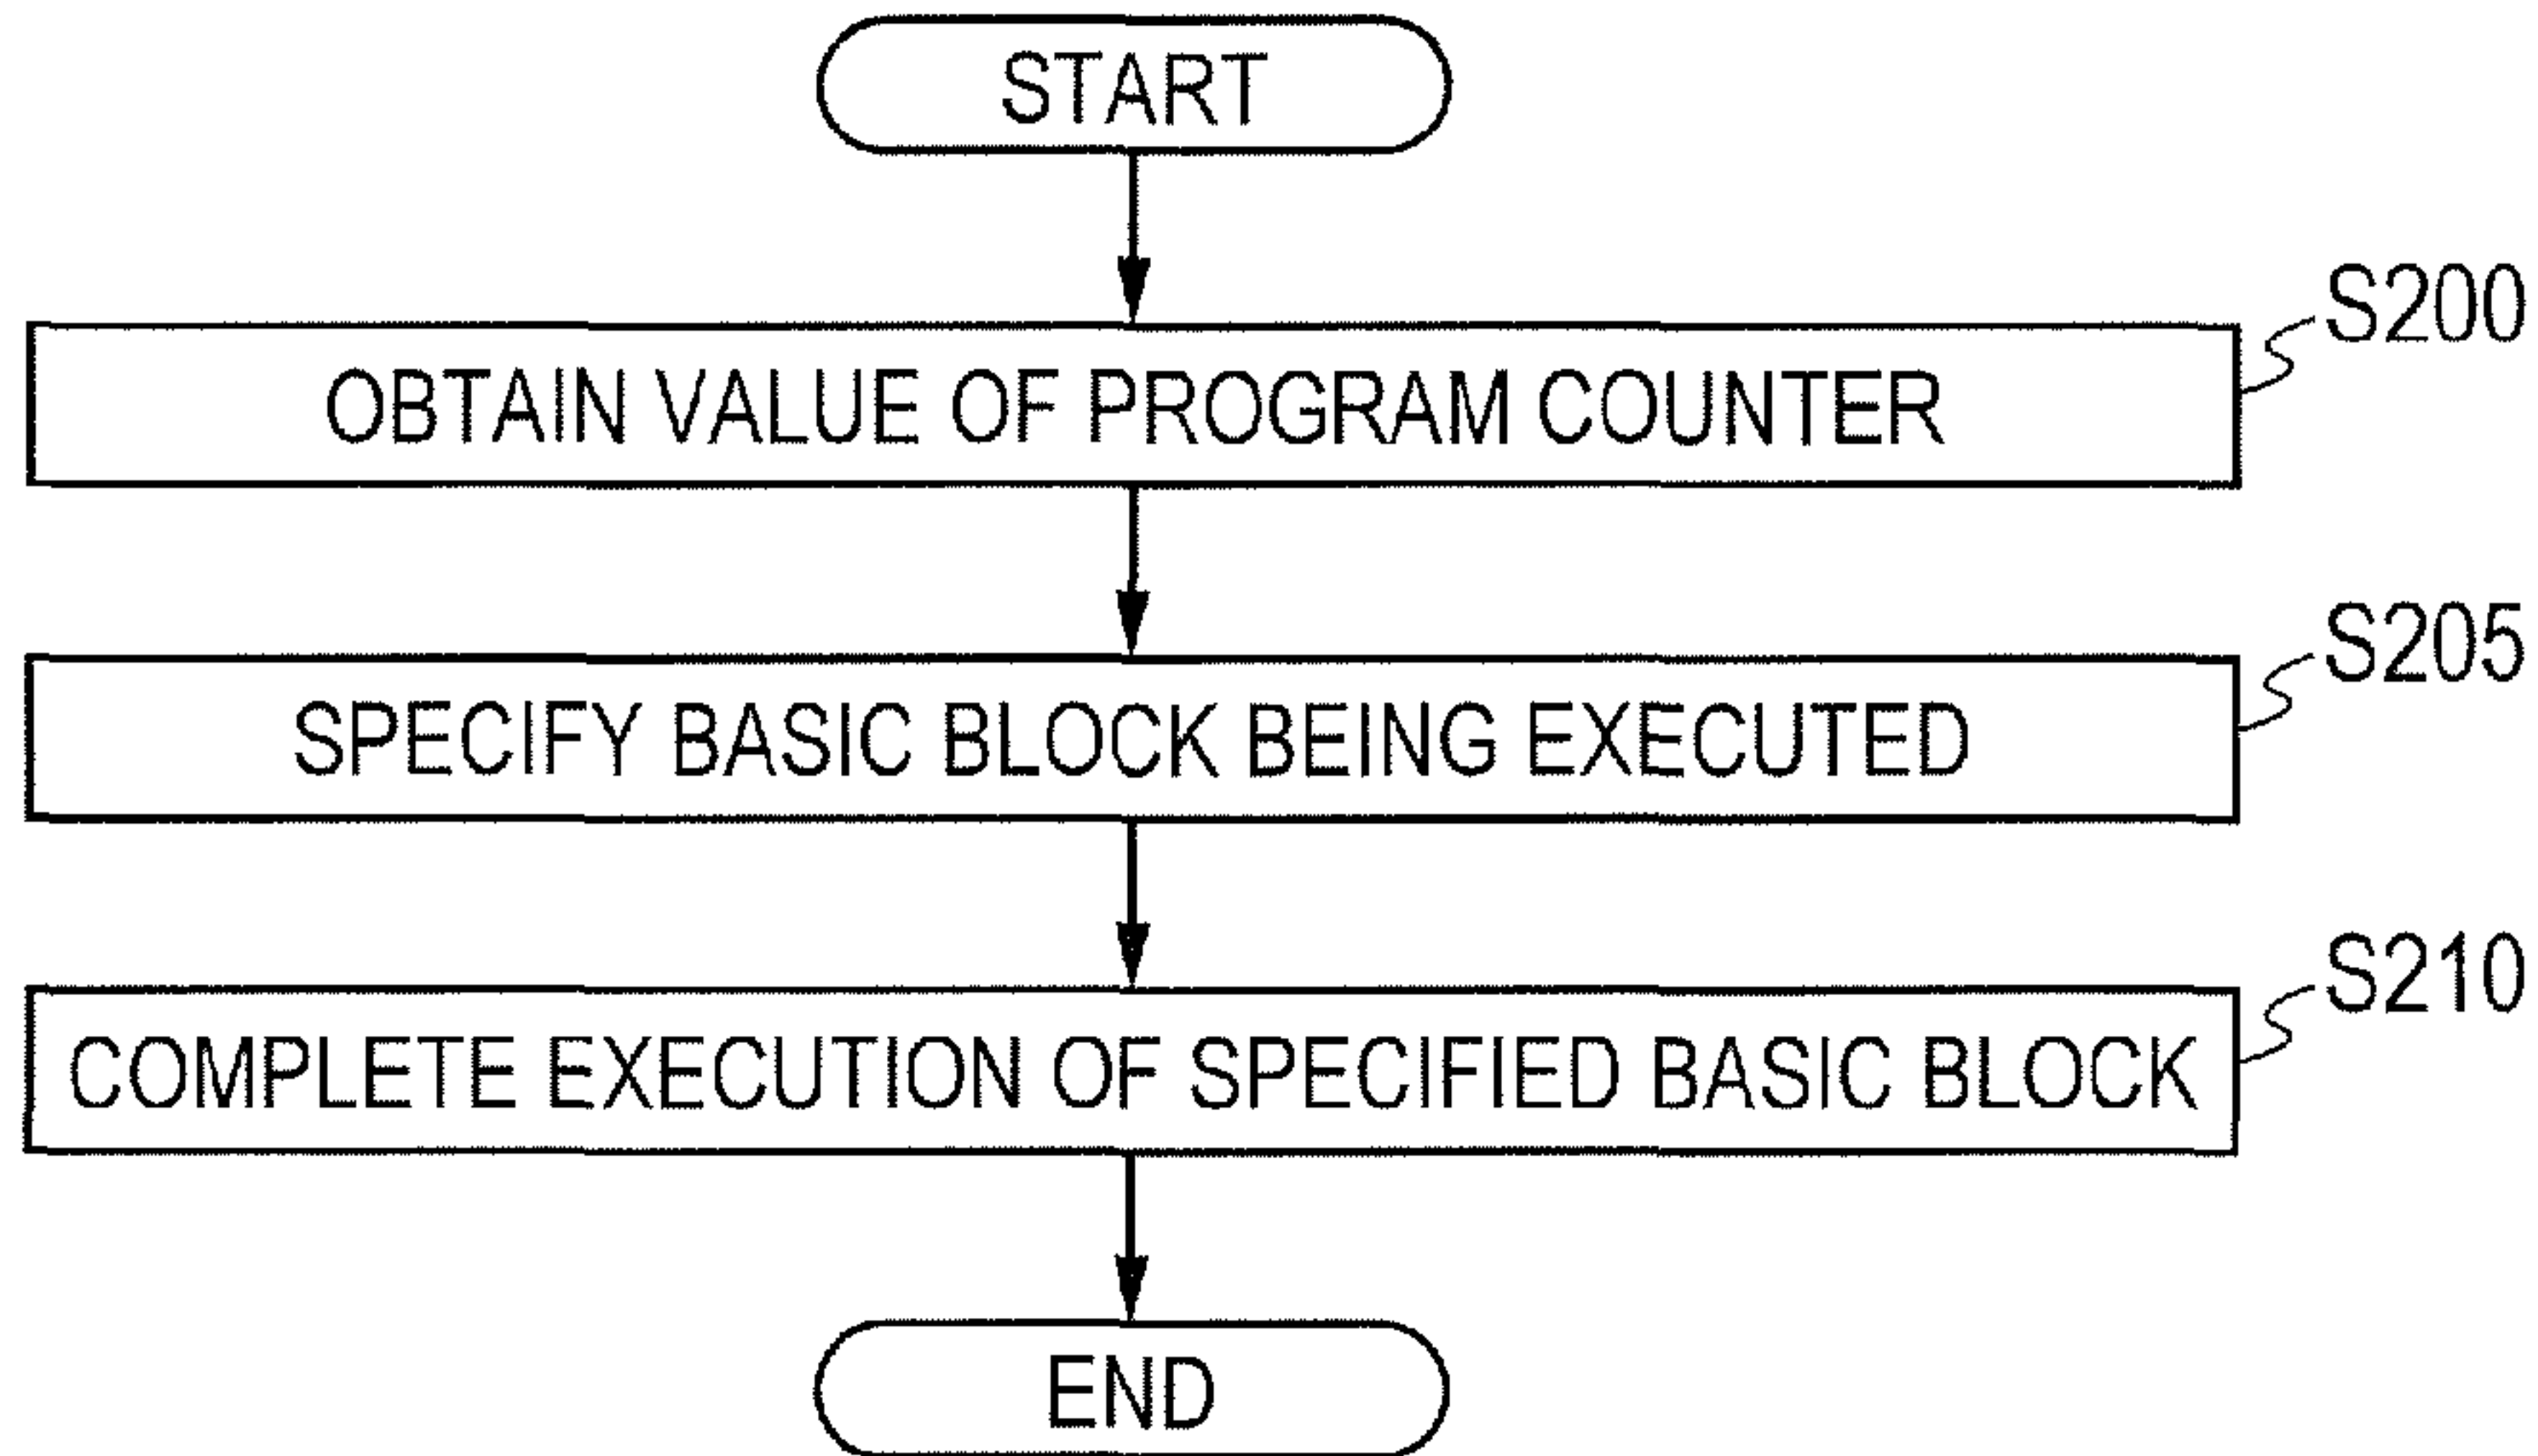 START
S200
OBTAIN VALUE OF PROGRAM COUNTER
S205
SPECIFY BASIC BLOCK BEING EXECUTED
S210
COMPLETE EXECUTION OF SPECIFIED BASIC BLOCK
END